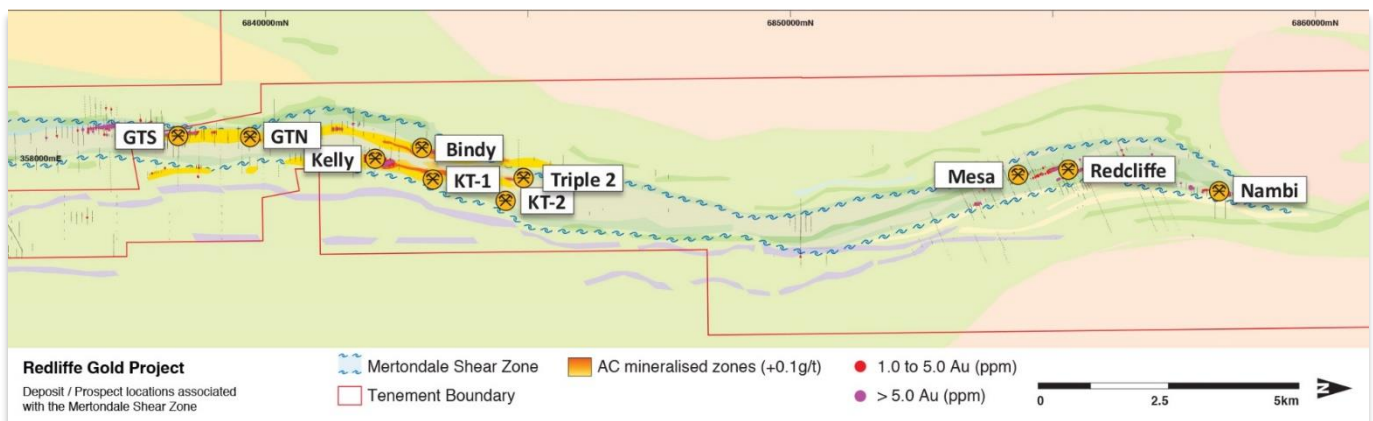 6840000mN
6850000mN
6860000mN
358000mE
GTS
GTN
Bindy
Kelly
KT-1
Triple 2
KT-2
Mesa
Redcliffe
Nambi
Redliffe Gold Project
Deposit / Prospect locations associated
with the Mertondale Shear Zone
Mertondale Shear Zone
Tenement Boundary
AC mineralised zones (+0.1g/t)
1.0 to 5.0 Au (ppm)
> 5.0 Au (ppm)
0 2.5 5km
N